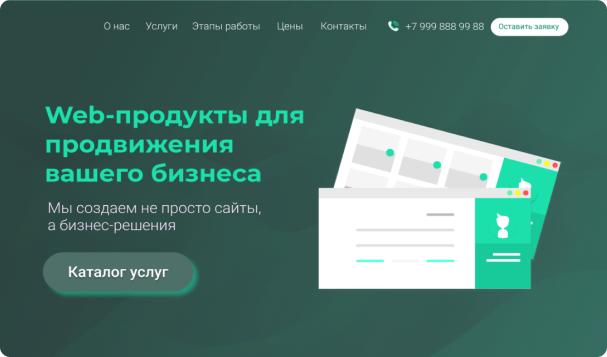 О нас Услуги Этапы работы Цены Контакты +7 999 888 99 88 Оставить заявку
Web-продукты для
продвижения
вашего бизнеса
Мы создаем не просто сайты,
а бизнес-решения
Каталог услуг